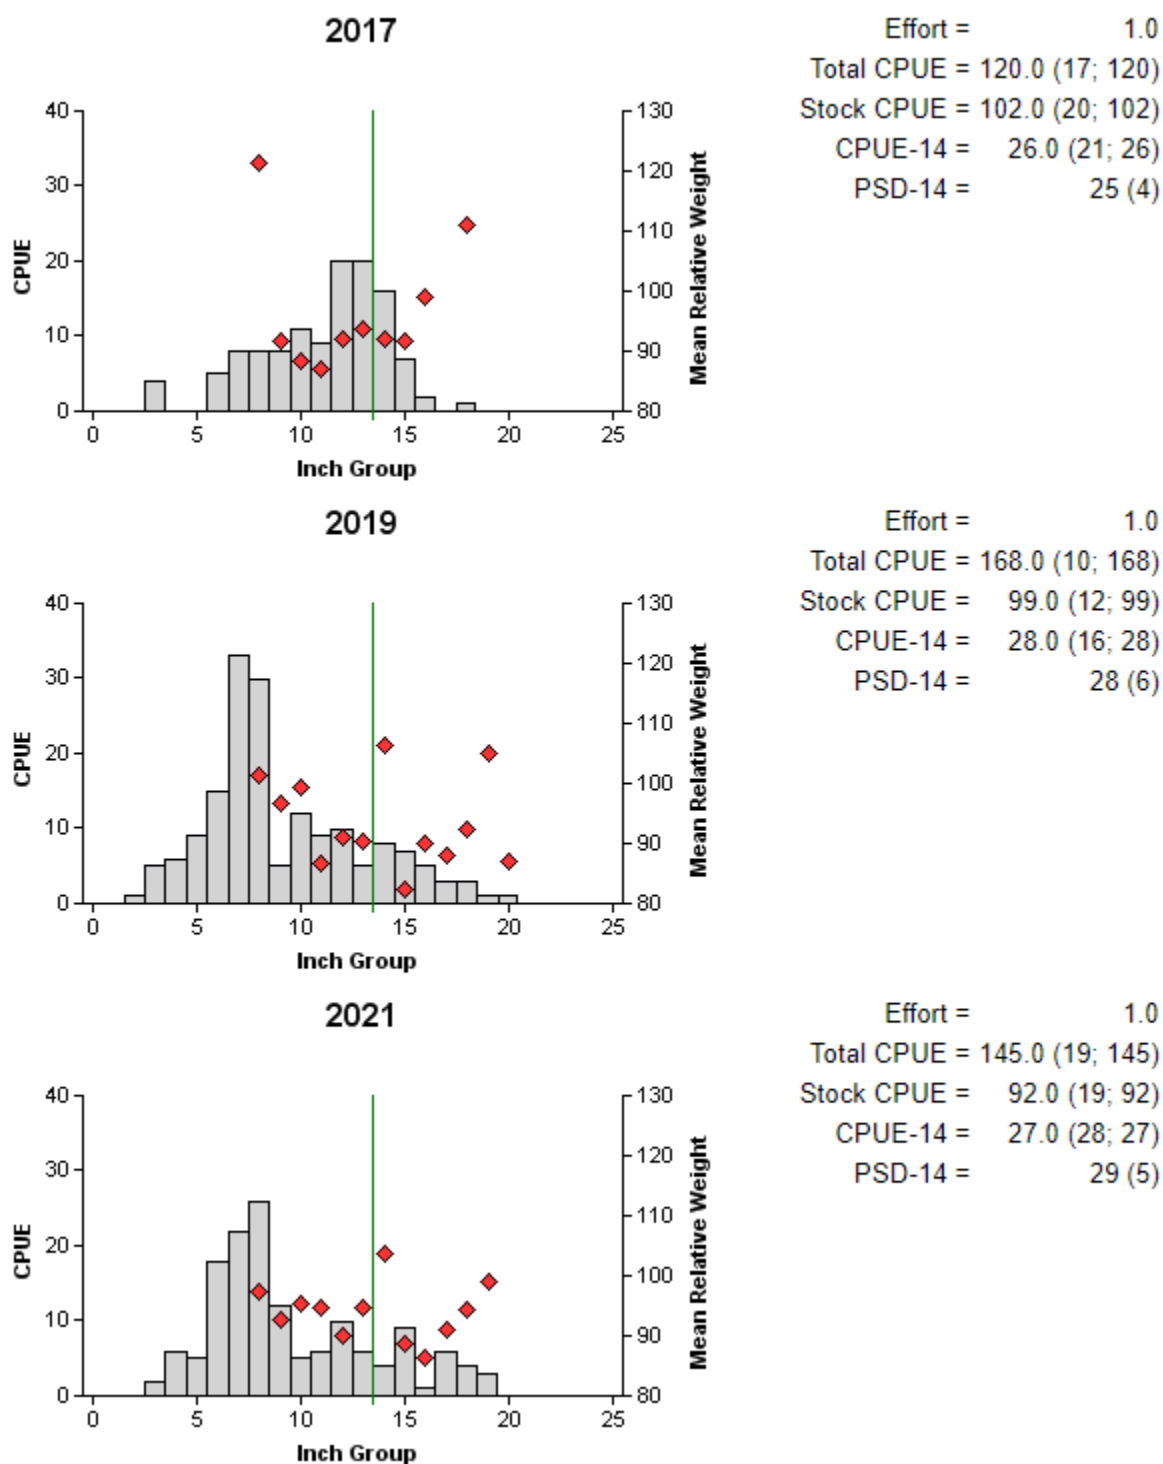 2017
Effort = 1.0
Total CPUE = 120.0 (17; 120)
Stock CPUE = 102.0 (20; 102)
CPUE-14 = 26.0 (21; 26)
PSD-14 = 25 (4)
40
30
20
10
0
CPUE
130
120
110
100
90
80
Mean Relative Weight
0 5 10 15 20 25
Inch Group
2019
Effort = 1.0
Total CPUE = 168.0 (10; 168)
Stock CPUE = 99.0 (12; 99)
CPUE-14 = 28.0 (16; 28)
PSD-14 = 28 (6)
40
30
20
10
0
CPUE
130
120
110
100
90
80
Mean Relative Weight
0 5 10 15 20 25
Inch Group
2021
Effort = 1.0
Total CPUE = 145.0 (19; 145)
Stock CPUE = 92.0 (19; 92)
CPUE-14 = 27.0 (28; 27)
PSD-14 = 29 (5)
40
30
20
10
0
CPUE
130
120
110
100
90
80
Mean Relative Weight
0 5 10 15 20 25
Inch Group